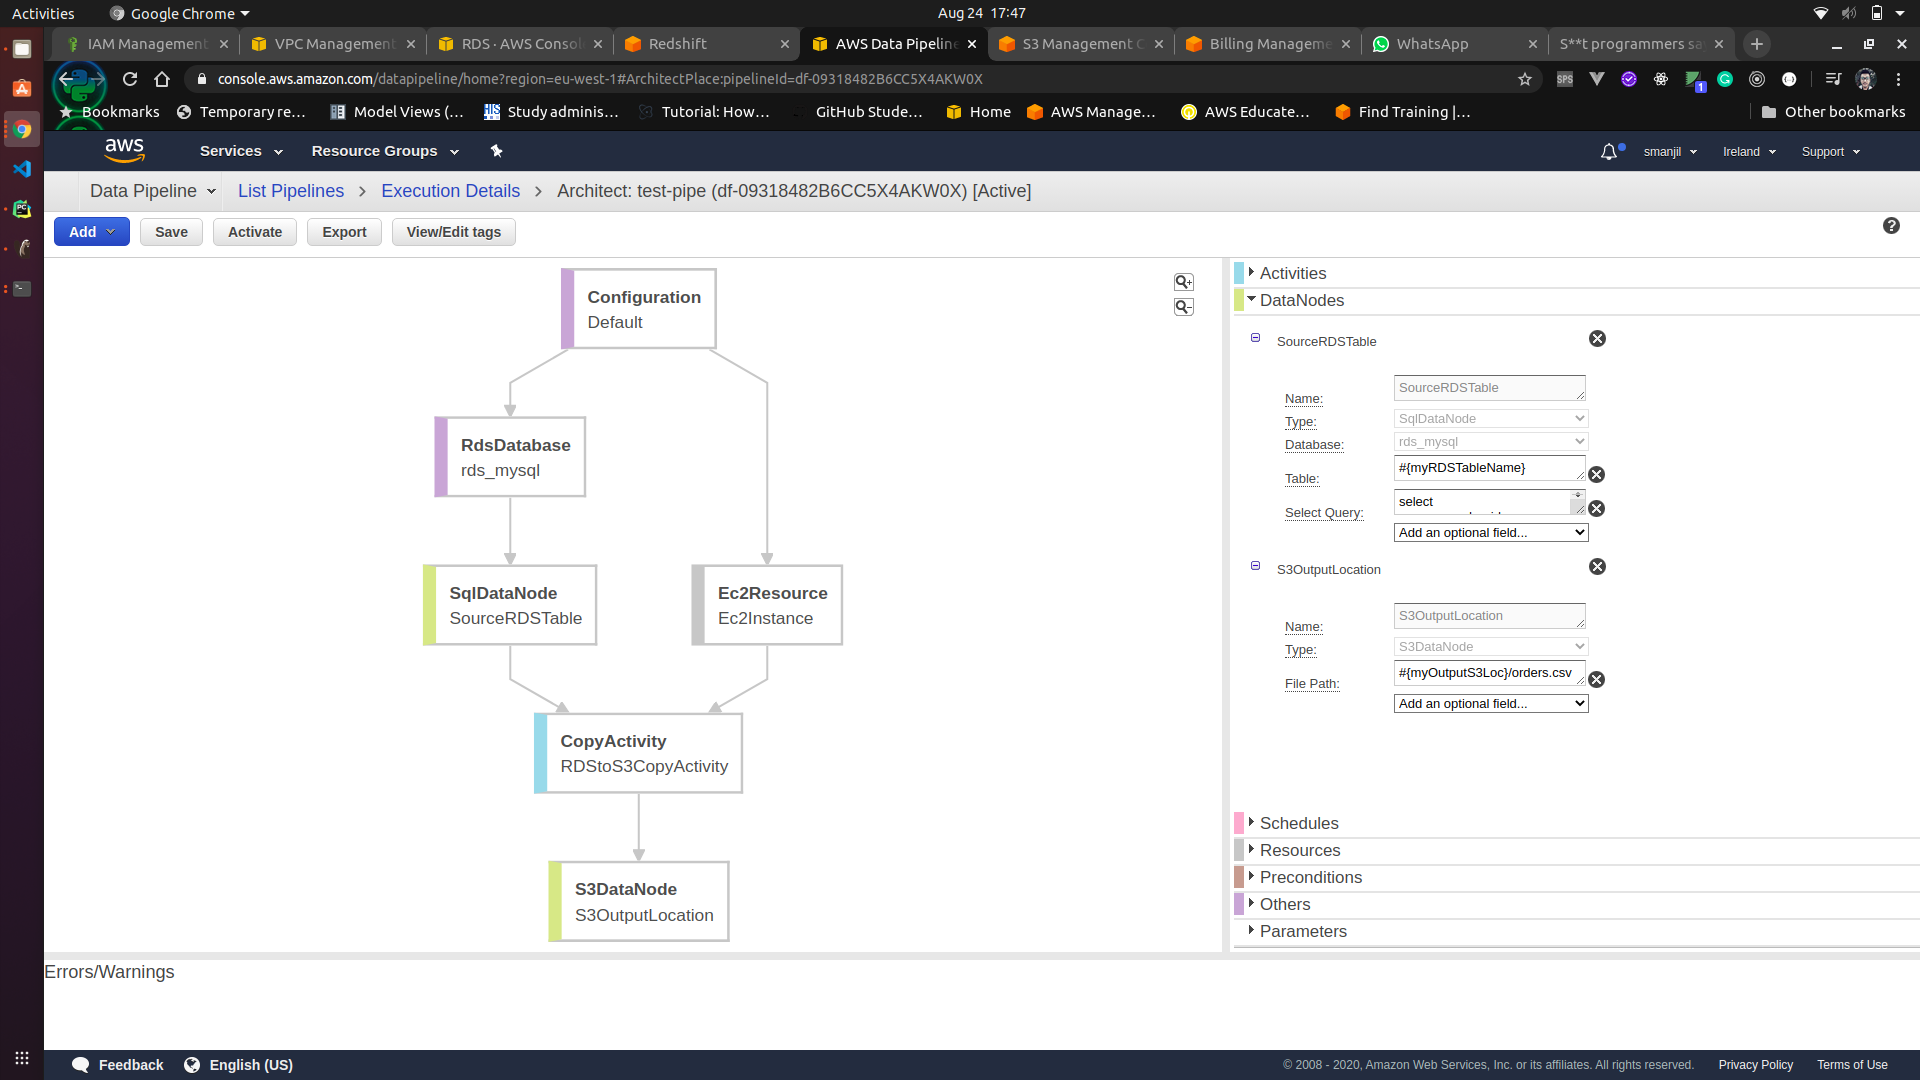 Activities
Google Chrome
Aug 24 17:47
IAM Management
VPC Management
RDS · AWS Consol
Redshift
AWS Data Pipeline
S3 Management C
Billing Manageme
WhatsApp
S**t programmers sa
console.aws.amazon.com/datapipeline/home?region=eu-west-1#ArchitectPlace:pipelineId=df-09318482B6CC5X4AKW0X
SPS
1
Bookmarks
Temporary re…
Model Views (…
Study adminis…
Tutorial: How…
GitHub Stude…
Home
AWS Manage…
AWS Educate…
Find Training |…
Other bookmarks
aws
Services
Resource Groups
smanjil
Ireland
Support
Data Pipeline
List Pipelines
Execution Details
Architect: test-pipe (df-09318482B6CC5X4AKW0X) [Active]
Add
Save
Activate
Export
View/Edit tags
Configuration
Default
RdsDatabase
rds_mysql
SqlDataNode
SourceRDSTable
Ec2Resource
Ec2Instance
CopyActivity
RDStoS3CopyActivity
S3DataNode
S3OutputLocation
Activities
DataNodes
SourceRDSTable
Name: SourceRDSTable
Type: SqlDataNode
Database: rds_mysql
Table: #{myRDSTableName}
Select Query: select
Add an optional field...
S3OutputLocation
Name: S3OutputLocation
Type: S3DataNode
File Path: #{myOutputS3Loc}/orders.csv
Add an optional field...
Schedules
Resources
Preconditions
Others
Parameters
Errors/Warnings
Feedback
English (US)
© 2008 - 2020, Amazon Web Services, Inc. or its affiliates. All rights reserved.
Privacy Policy
Terms of Use